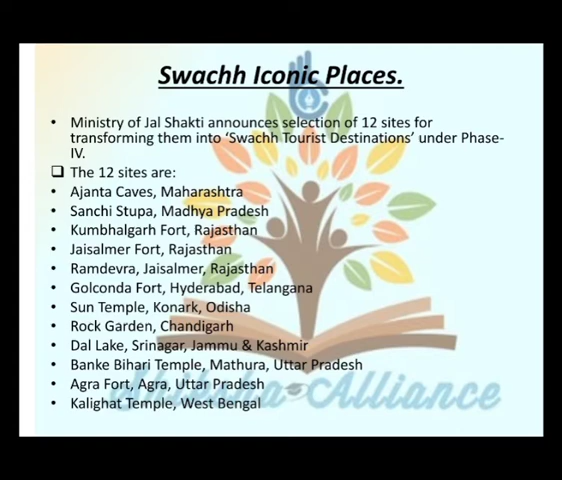 Swachh Iconic Places.
• Ministry of Jal Shakti announces selection of 12 sites for
transforming them into ‘Swachh Tourist Destinations’ under Phase-
IV.
❑ The 12 sites are:
• Ajanta Caves, Maharashtra
• Sanchi Stupa, Madhya Pradesh
• Kumbhalgarh Fort, Rajasthan
• Jaisalmer Fort, Rajasthan
• Ramdevra, Jaisalmer, Rajasthan
• Golconda Fort, Hyderabad, Telangana
• Sun Temple, Konark, Odisha
• Rock Garden, Chandigarh
• Dal Lake, Srinagar, Jammu & Kashmir
• Banke Bihari Temple, Mathura, Uttar Pradesh
• Agra Fort, Agra, Uttar Pradesh
• Kalighat Temple, West Bengal
Shiksha Alliance